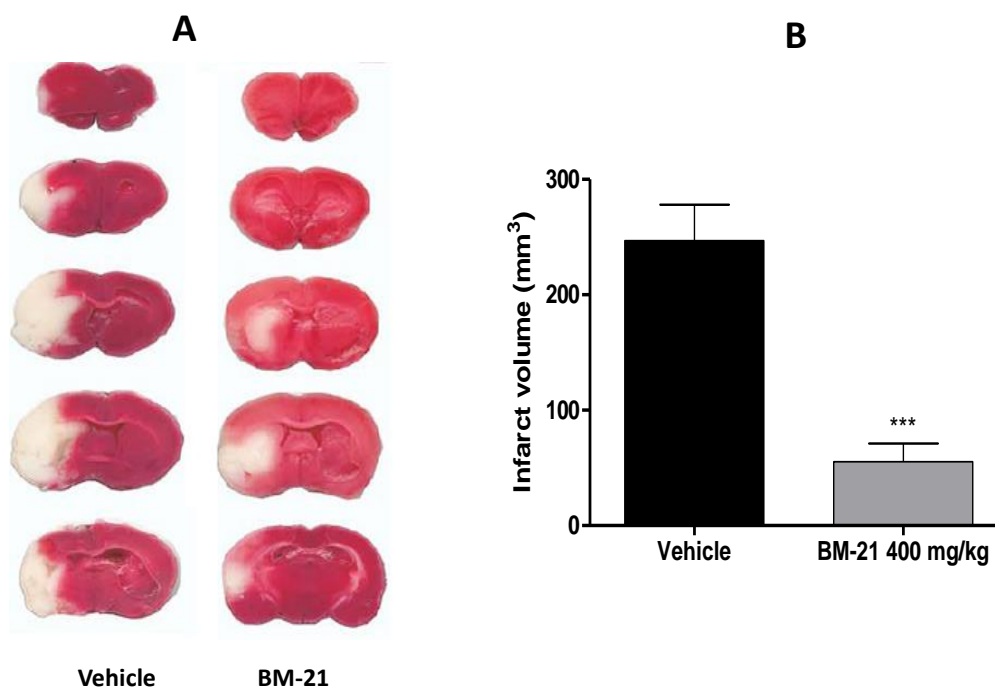 A
B
Infarct volume (mm³)
300
200
100
0
***
Vehicle
BM-21 400 mg/kg
Vehicle
BM-21